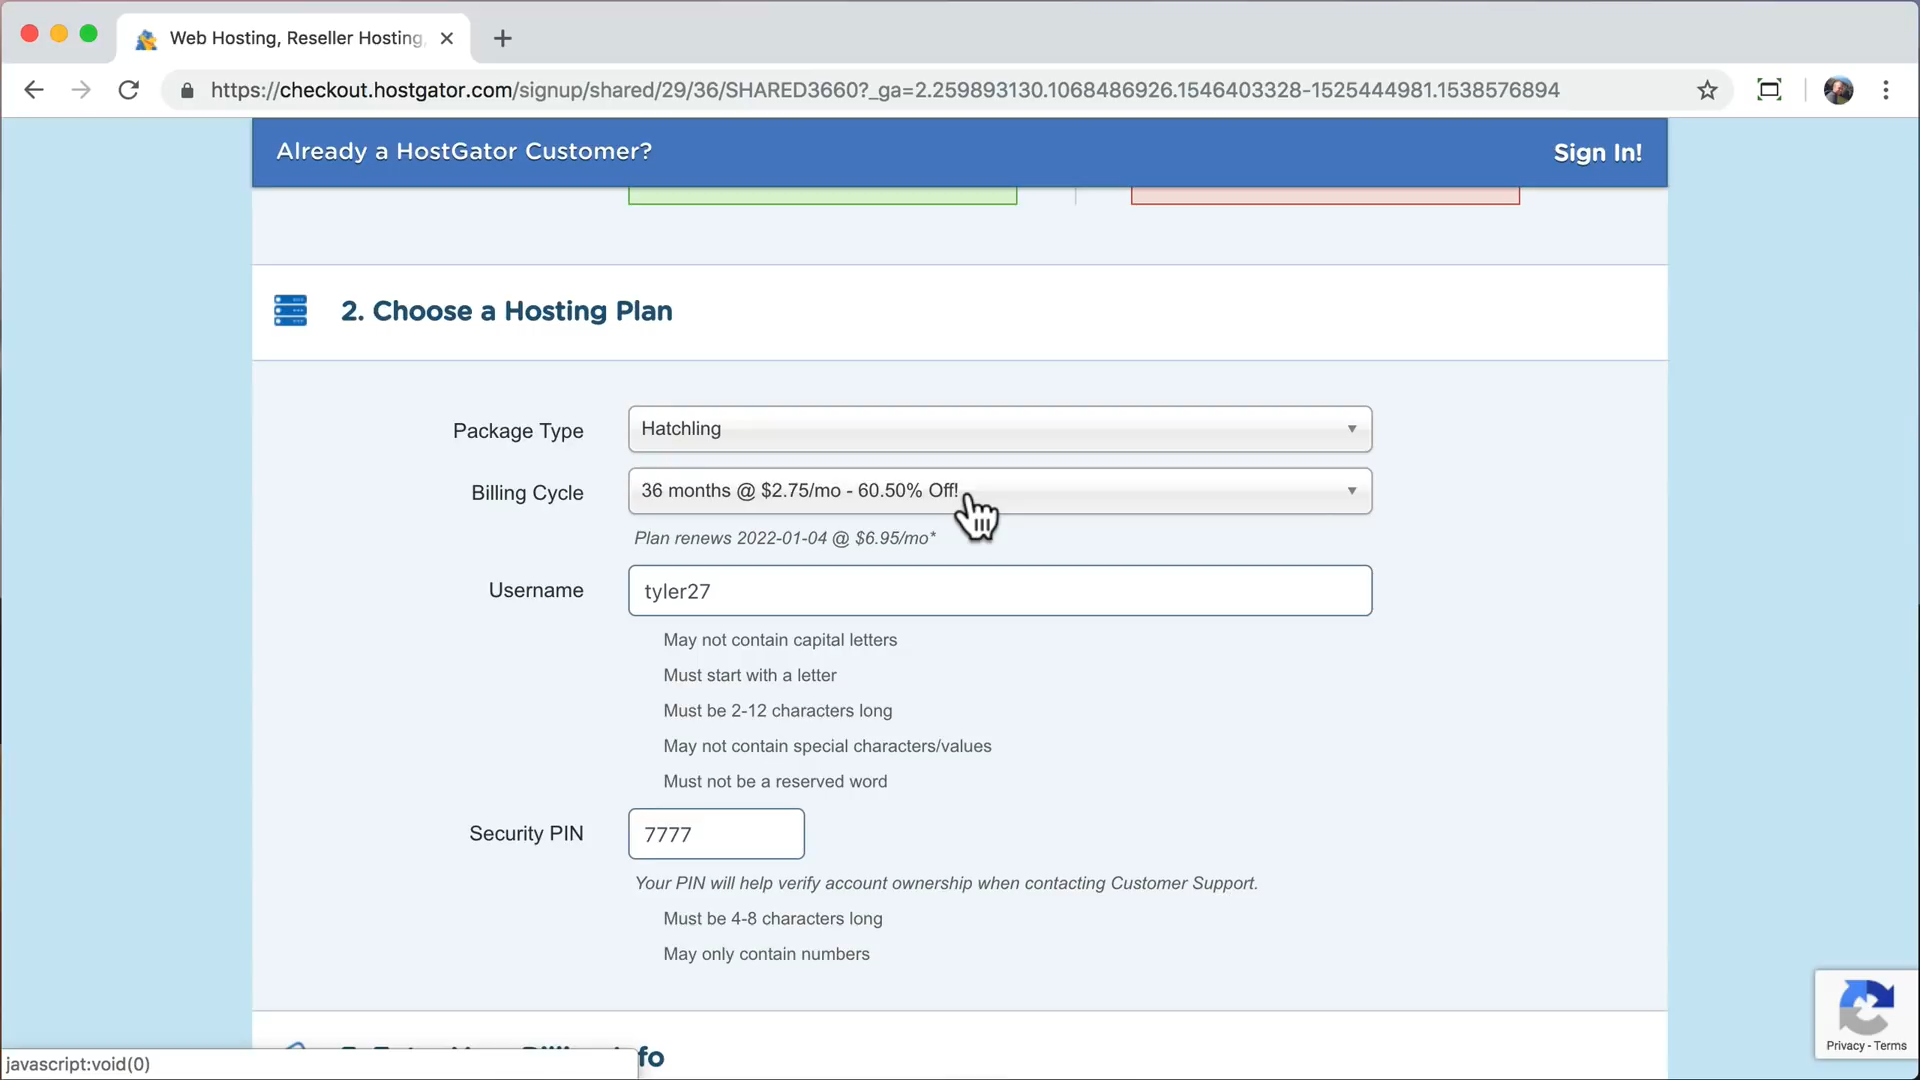 Web Hosting, Reseller Hosting,
https://checkout.hostgator.com/signup/shared/29/36/SHARED3660?_ga=2.259893130.1068486926.1546403328-1525444981.1538576894
Already a HostGator Customer?
Sign In!
2. Choose a Hosting Plan
Package Type
Hatchling
Billing Cycle
36 months @ $2.75/mo - 60.50% Off!
Plan renews 2022-01-04 @ $6.95/mo*
Username
tyler27
May not contain capital letters
Must start with a letter
Must be 2-12 characters long
May not contain special characters/values
Must not be a reserved word
Security PIN
7777
Your PIN will help verify account ownership when contacting Customer Support.
Must be 4-8 characters long
May only contain numbers
Privacy - Terms
javascript:void(0)